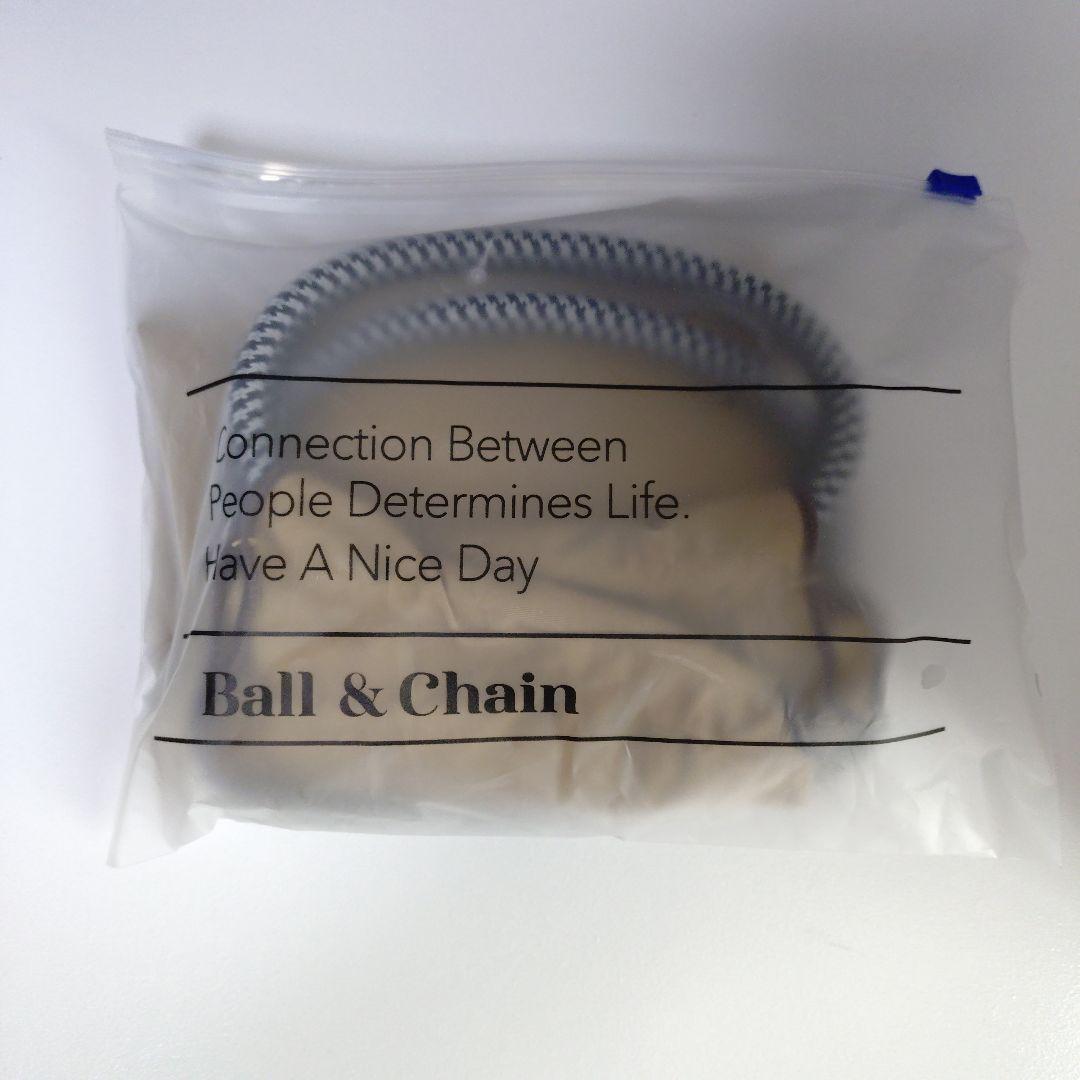 Connection Between
People Determines Life.
Have A Nice Day
Ball & Chain